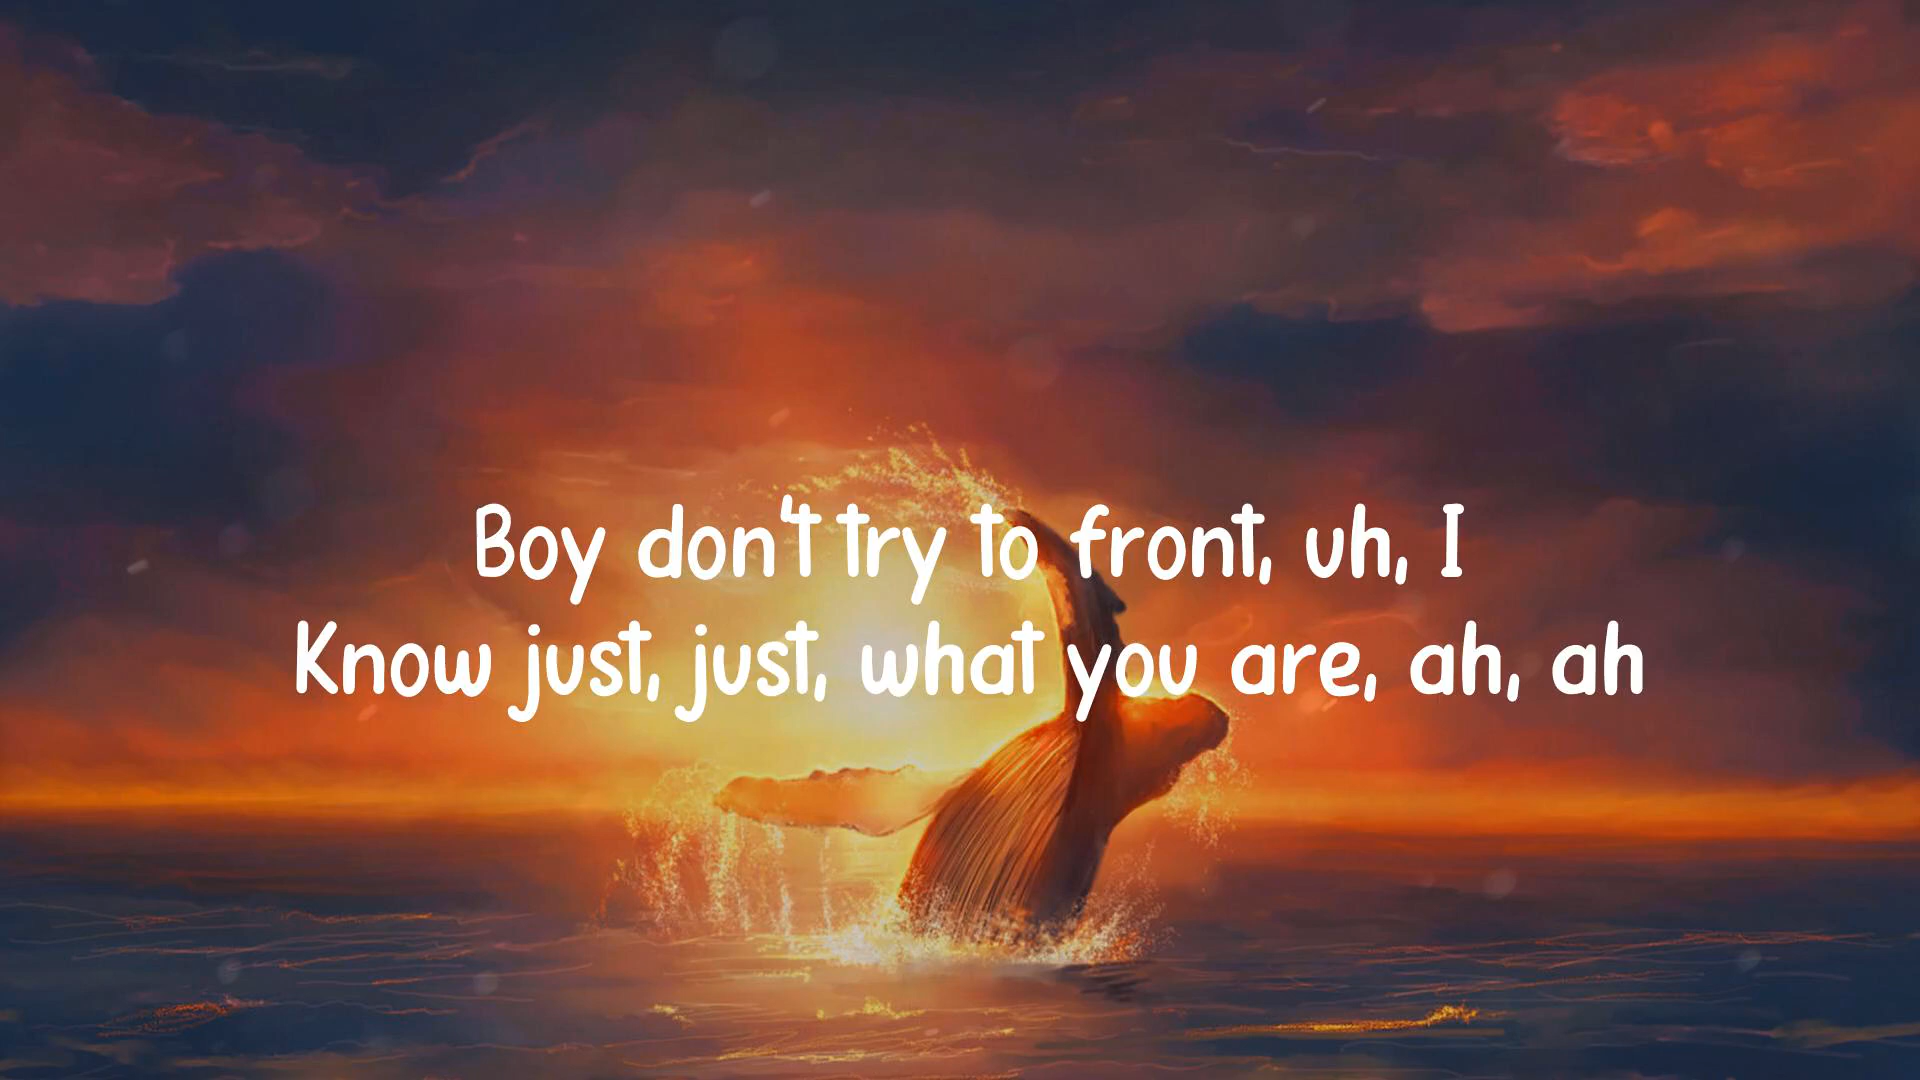 Boy don't try to front, uh, I
Know just, just, what you are, ah, ah